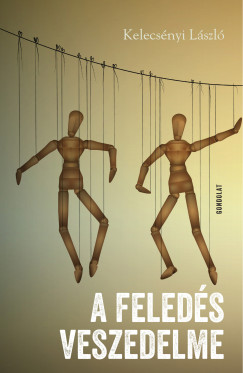 Kelecsényi László
GONDOLAT
A FELEDÉS
VESZEDELME